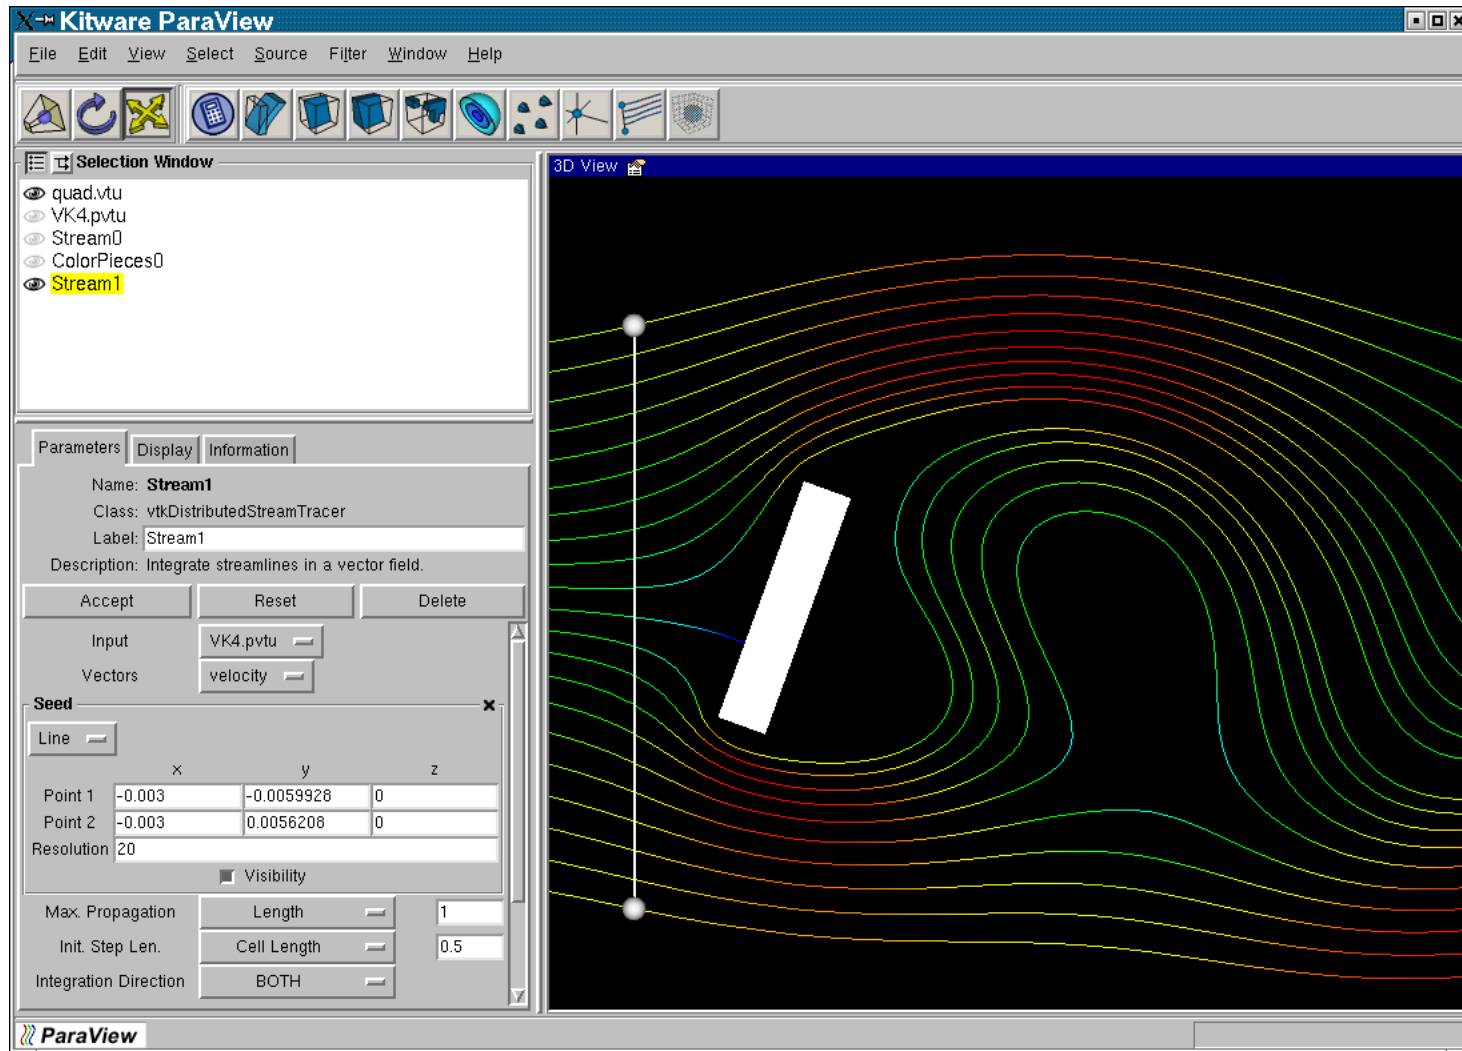 Kitware ParaView
File Edit View Select Source Filter Window Help
Selection Window
quad.vtu
VK4.pvtu
Stream0
ColorPieces0
Stream1
Parameters Display Information
Name: Stream1
Class: vtkDistributedStreamTracer
Label: Stream1
Description: Integrate streamlines in a vector field.
Accept Reset Delete
Input VK4.pvtu
Vectors velocity
Seed
Line
x y z
Point 1 -0.003 -0.0059928 0
Point 2 -0.003 0.0056208 0
Resolution 20
Visibility
Max. Propagation Length 1
Init. Step Len. Cell Length 0.5
Integration Direction BOTH
ParaView
3D View